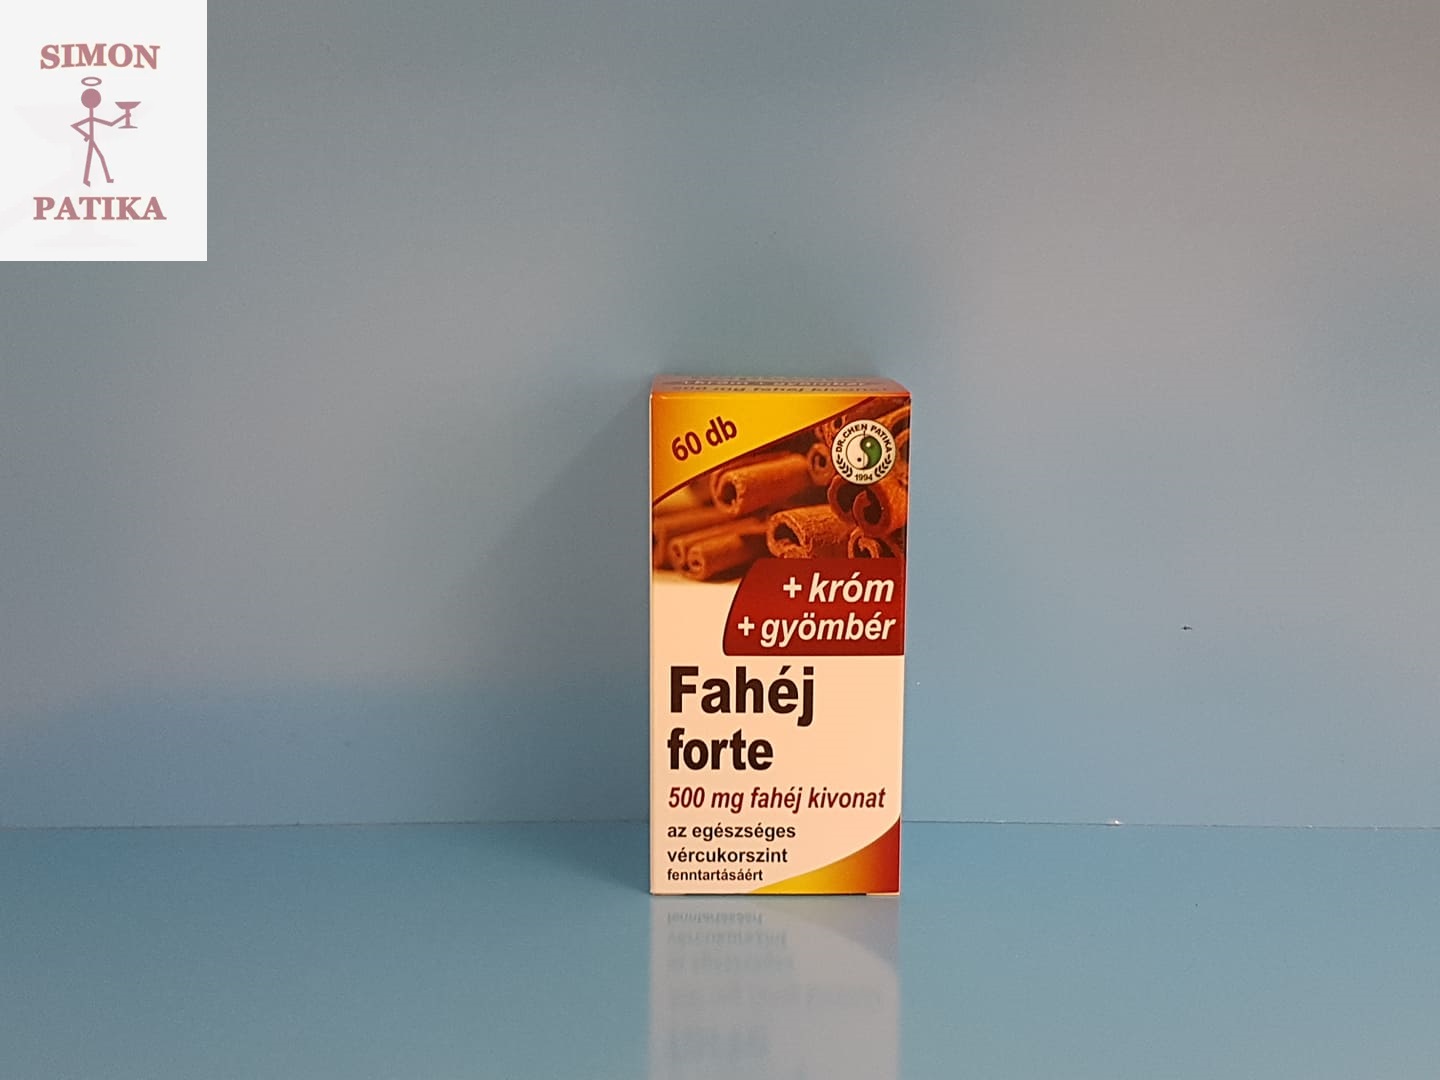 SIMON
PATIKA
60 db
DR. CHEN PATIKA
1994
+ króm
+ gyömbér
Fahéj
forte
500 mg fahéj kivonat
az egészséges
vércukorszint
fenntartásáért